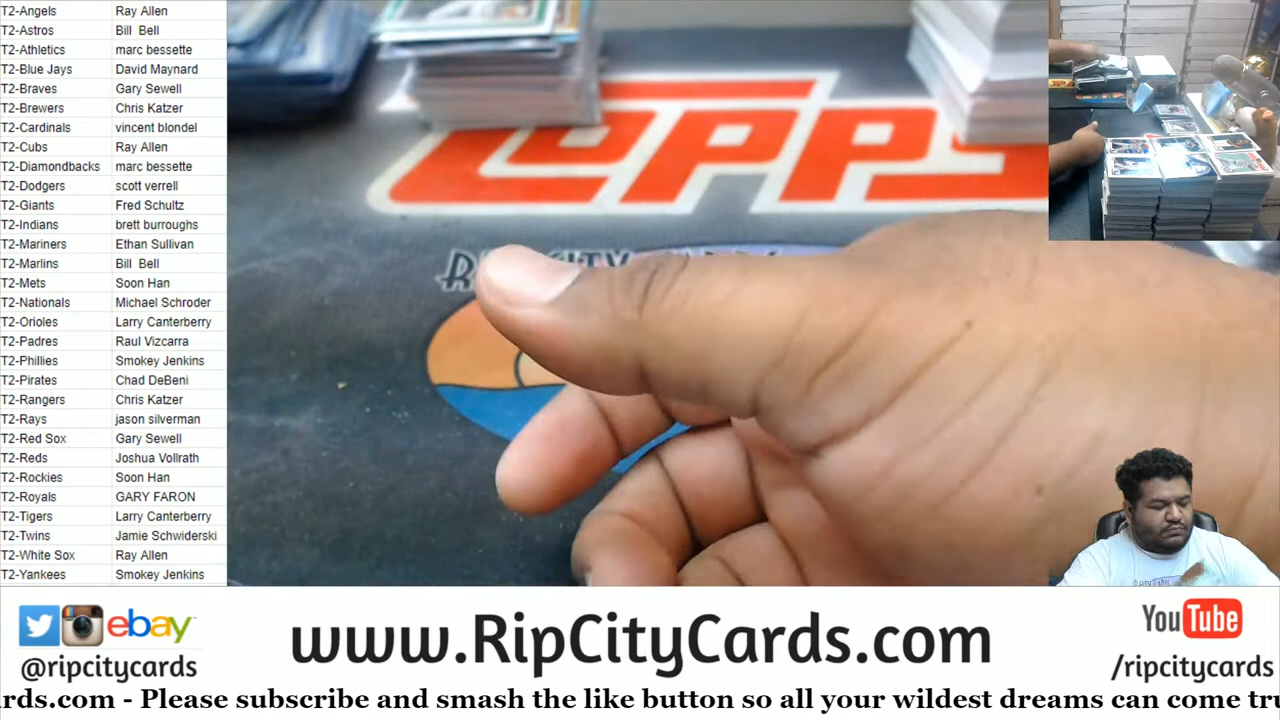 T2-Angels Ray Allen
T2-Astros Bill Bell
T2-Athletics marc bessette
T2-Blue Jays David Maynard
T2-Braves Gary Sewell
T2-Brewers Chris Katzer
T2-Cardinals vincent blondel
T2-Cubs Ray Allen
T2-Diamondbacks marc bessette
T2-Dodgers scott verrell
T2-Giants Fred Schultz
T2-Indians brett burroughs
T2-Mariners Ethan Sullivan
T2-Marlins Bill Bell
T2-Mets Soon Han
T2-Nationals Michael Schroder
T2-Orioles Larry Canterberry
T2-Padres Raul Vizcarra
T2-Phillies Smokey Jenkins
T2-Pirates Chad DeBeni
T2-Rangers Chris Katzer
T2-Rays jason silverman
T2-Red Sox Gary Sewell
T2-Reds Joshua Vollrath
T2-Rockies Soon Han
T2-Royals GARY FARON
T2-Tigers Larry Canterberry
T2-Twins Jamie Schwiderski
T2-White Sox Ray Allen
T2-Yankees Smokey Jenkins
TOPPS
ebay
@ripcitycards
www.RipCityCards.com
YouTube
/ripcitycards
rds.com - Please subscribe and smash the like button so all your wildest dreams can come tru